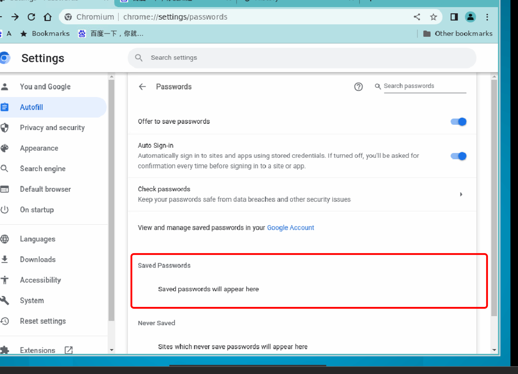 Chromium | chrome://settings/passwords
A Bookmarks 百度一下，你就... Other bookmarks
Settings
Search settings
You and Google
Autofill
Privacy and security
Appearance
Search engine
Default browser
On startup
Languages
Downloads
Accessibility
System
Reset settings
Extensions
Passwords
Search passwords
Offer to save passwords
Auto Sign-in
Automatically sign in to sites and apps using stored credentials. If turned off, you'll be asked for
confirmation every time before signing in to a site or app.
Check passwords
Keep your passwords safe from data breaches and other security issues
View and manage saved passwords in your Google Account
Saved Passwords
Saved passwords will appear here
Never Saved
Sites which never save passwords will appear here